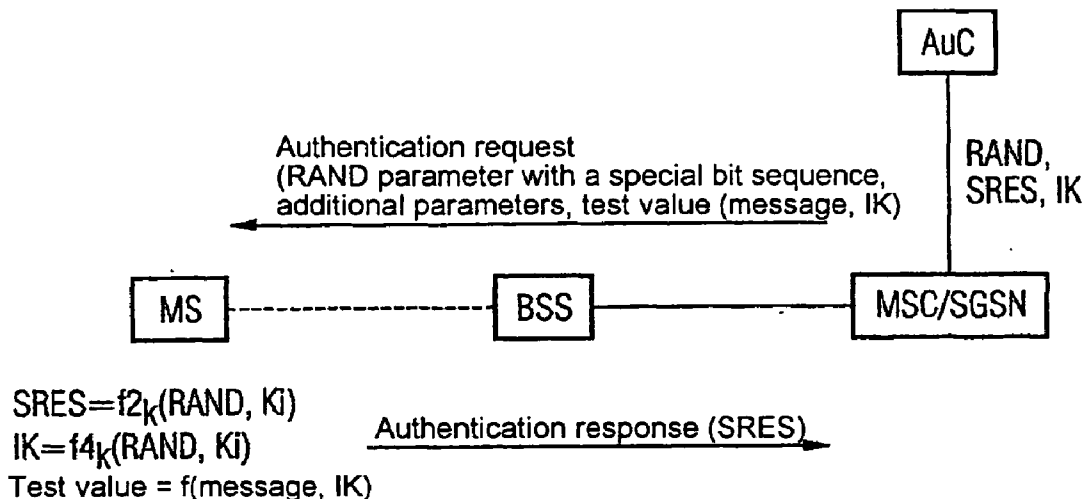 AuC
Authentication request
(RAND parameter with a special bit sequence,
additional parameters, test value (message, IK)
RAND,
SRES, IK
MS
BSS
MSC/SGSN
SRES=f2k(RAND, Ki)
IK=f4k(RAND, Ki)
Test value = f(message, IK)
Authentication response (SRES)